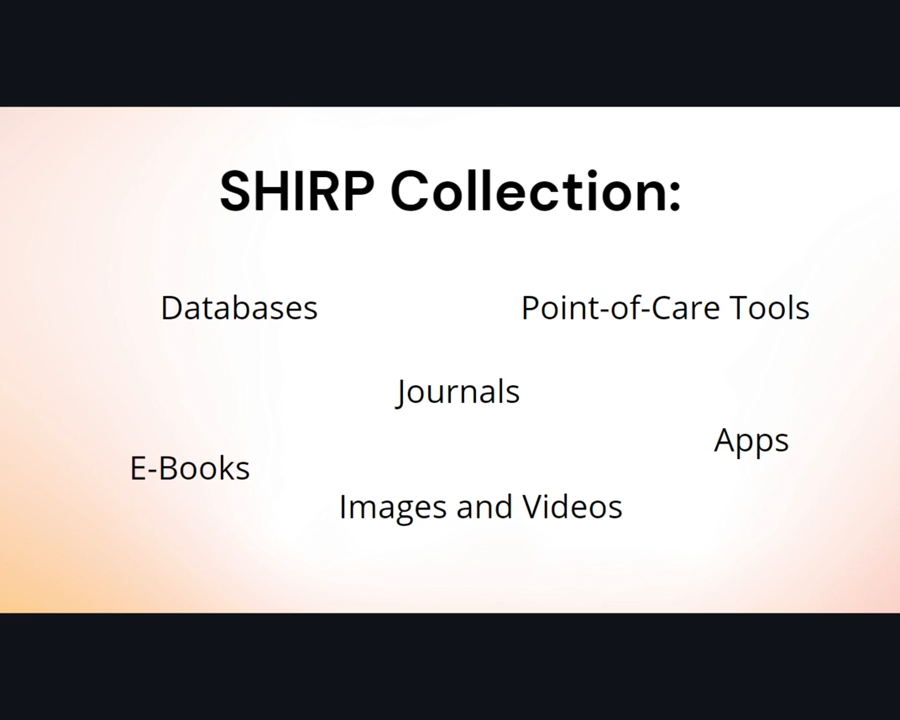 SHIRP Collection:
Databases
Point-of-Care Tools
Journals
Apps
E-Books
Images and Videos